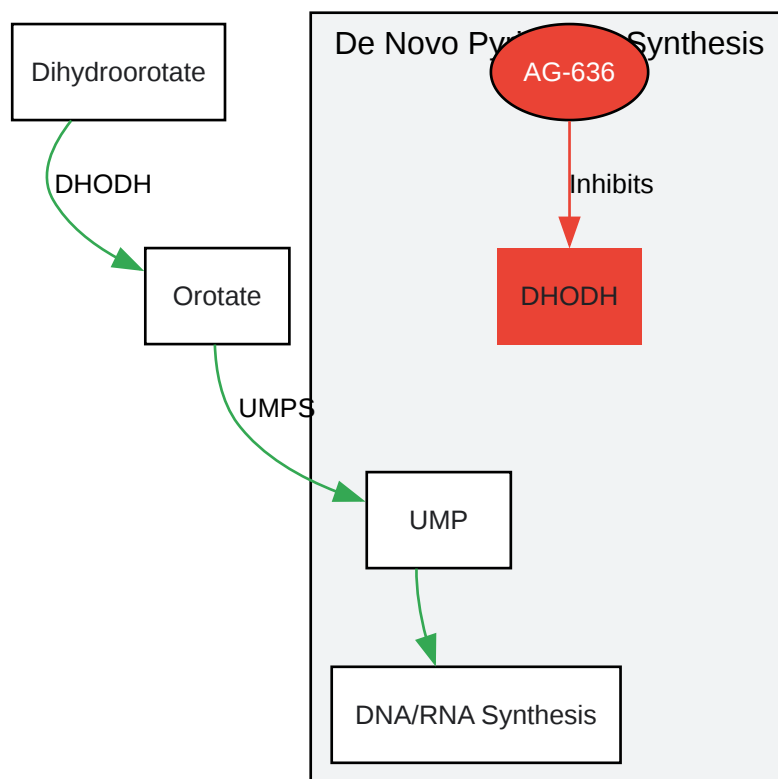 De Novo Py Synthesis
AG-636
Dihydroorotate
DHODH
Inhibits
Orotate
DHODH
UMPS
UMP
DNA/RNA Synthesis